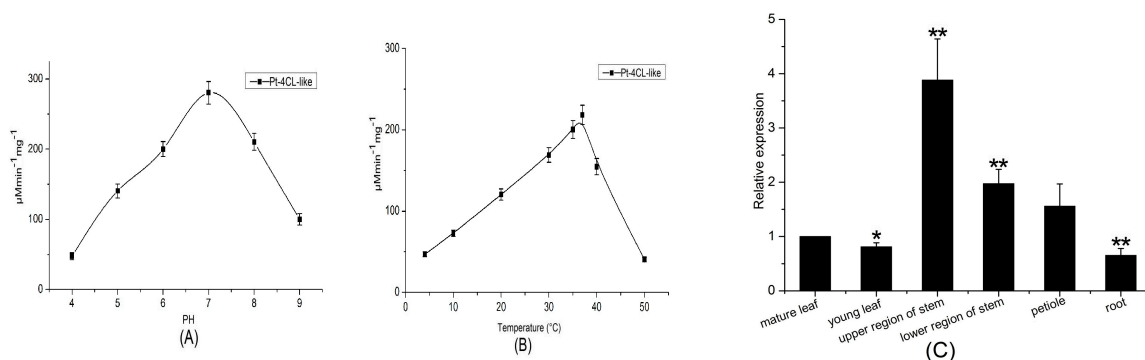 300
200
100
0
μMmin⁻¹mg⁻¹
Pt-4CL-like
4 5 6 7 8 9
PH
(A)
300
200
100
0
μMmin⁻¹mg⁻¹
Pt-4CL-like
0 10 20 30 40 50
Temperature (°C)
(B)
5
4
3
2
1
0
Relative expression
**
**
*
**
mature leaf
young leaf
upper region of stem
lower region of stem
petiole
root
(C)